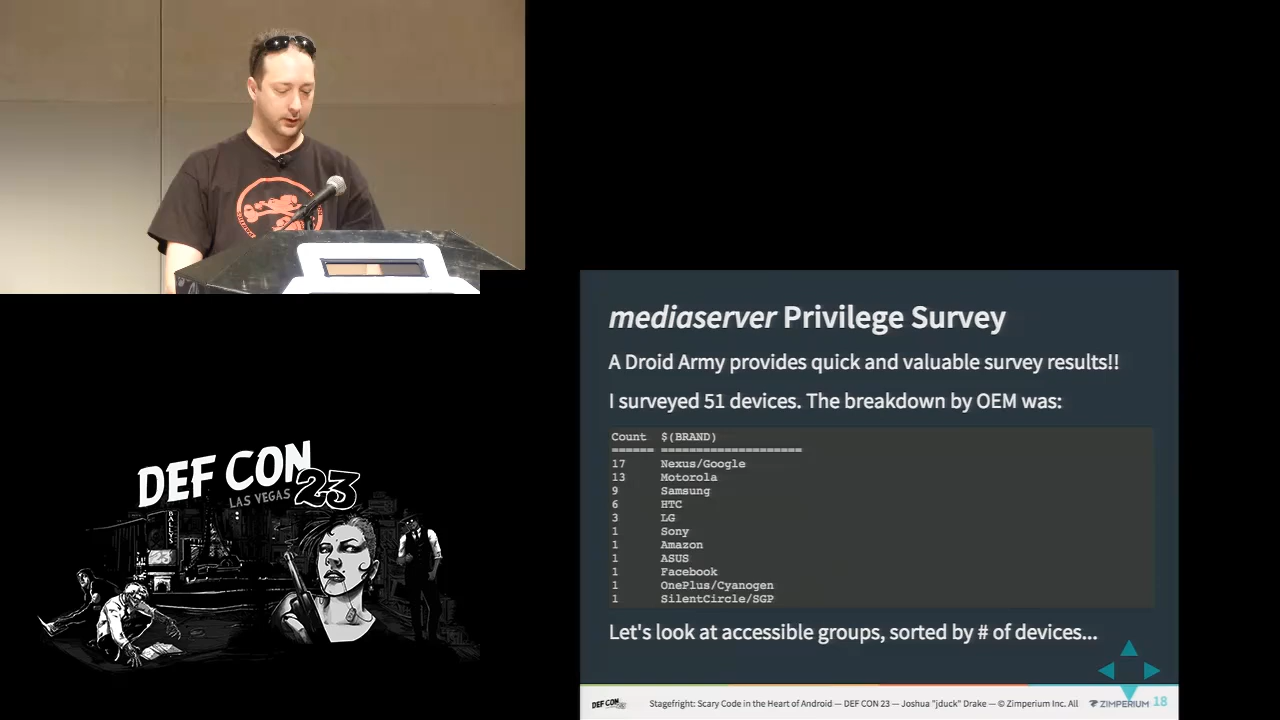 mediaserver Privilege Survey
A Droid Army provides quick and valuable survey results!!
I surveyed 51 devices. The breakdown by OEM was:
Count $(BRAND)
====== ====================
17 Nexus/Google
13 Motorola
9 Samsung
6 HTC
3 LG
1 Sony
1 Amazon
1 ASUS
1 Facebook
1 OnePlus/Cyanogen
1 SilentCircle/SGP
Let's look at accessible groups, sorted by # of devices...
DEF CON Stagefright: Scary Code in the Heart of Android — DEF CON 23 — Joshua "jduck" Drake — © Zimperium Inc. All ZIMPERIUM 18
DEF CON 23
LAS VEGAS
BALLYS
23